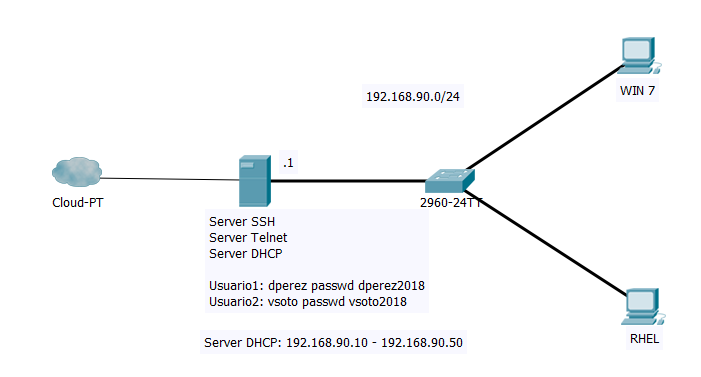 WIN 7
192.168.90.0/24
.1
Cloud-PT
2960-24TT
Server SSH
Server Telnet
Server DHCP
Usuario1: dperez passwd dperez2018
Usuario2: vsoto passwd vsoto2018
RHEL
Server DHCP: 192.168.90.10 - 192.168.90.50